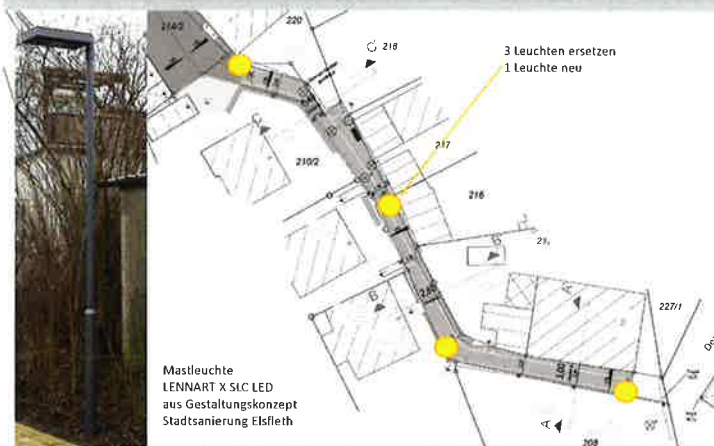 220
214/2
C 218
3 Leuchten ersetzen
1 Leuchte neu
C
210/2
217
216
B
B
A
227/1
Mastleuchte
LENNART X SLC LED
aus Gestaltungskonzept
Stadtsanierung Elsfleth
A
208